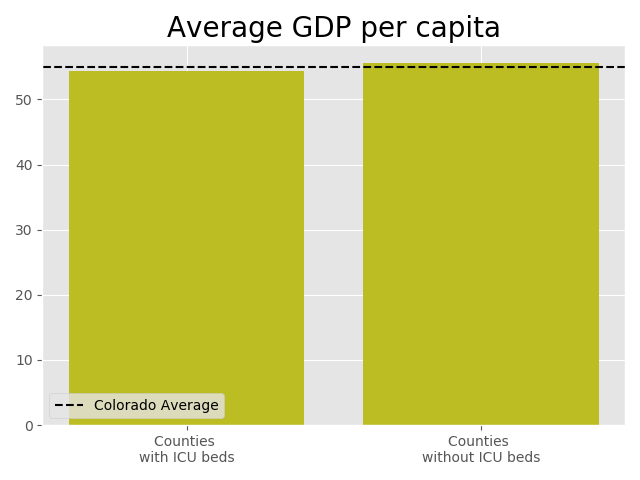 Average GDP per capita
50
40
30
20
10
0
Colorado Average
Counties
with ICU beds
Counties
without ICU beds